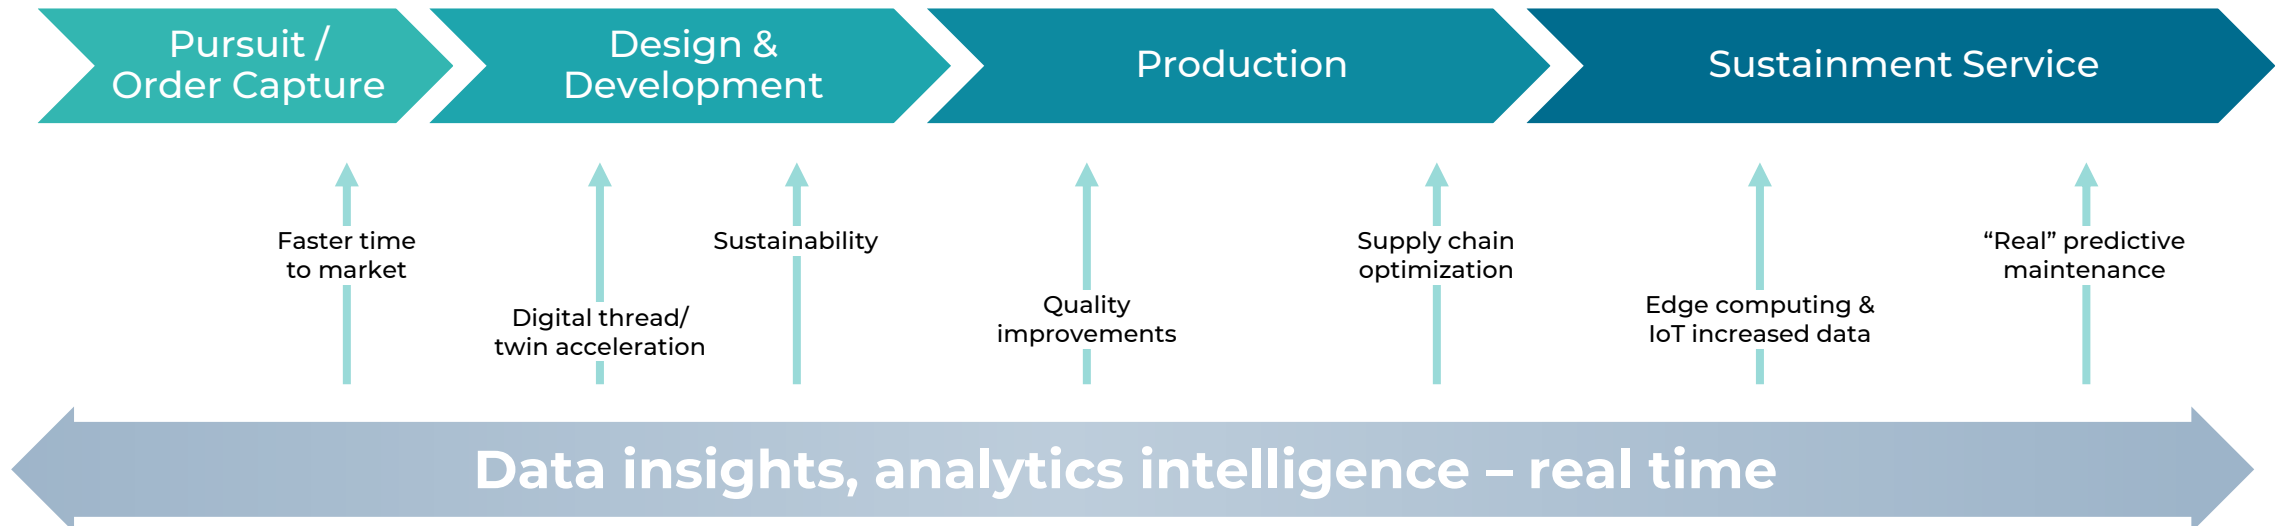 Pursuit /
Order Capture
Design &
Development
Production
Sustainment Service
Faster time
to market
Digital thread/
twin acceleration
Sustainability
Quality
improvements
Supply chain
optimization
Edge computing &
IoT increased data
“Real” predictive
maintenance
Data insights, analytics intelligence – real time